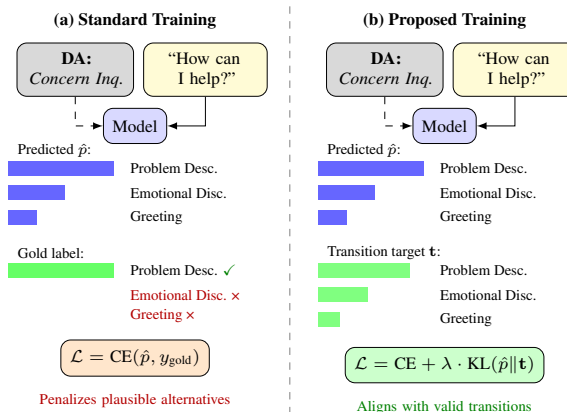 (a) Standard Training
DA:
Concern Inq.
“How can
I help?”
Model
Predicted p̂:
Problem Desc.
Emotional Disc.
Greeting
Gold label:
Problem Desc. ✓
Emotional Disc. ×
Greeting ×
ℒ = CE(p̂, y_gold)
Penalizes plausible alternatives
(b) Proposed Training
DA:
Concern Inq.
“How can
I help?”
Model
Predicted p̂:
Problem Desc.
Emotional Disc.
Greeting
Transition target t:
Problem Desc.
Emotional Disc.
Greeting
ℒ = CE + λ · KL(p̂∥t)
Aligns with valid transitions